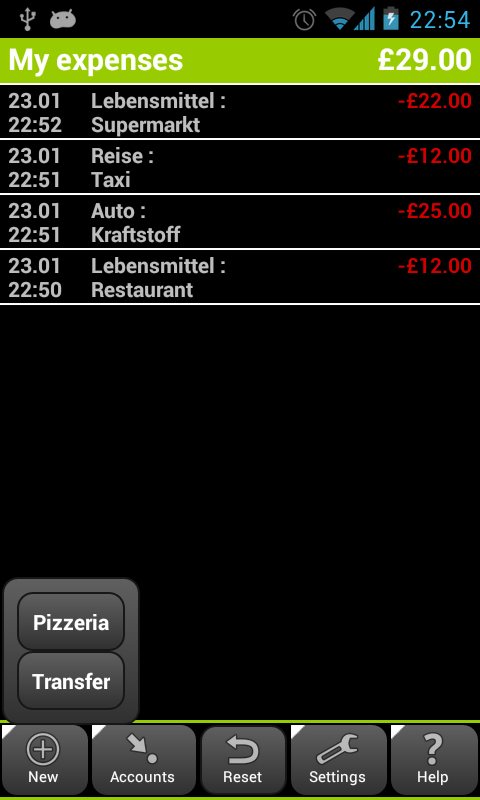 22:54
My expenses £29.00
23.01 Lebensmittel : -£22.00
22:52 Supermarkt
23.01 Reise : -£12.00
22:51 Taxi
23.01 Auto : -£25.00
22:51 Kraftstoff
23.01 Lebensmittel : -£12.00
22:50 Restaurant
Pizzeria
Transfer
New Accounts Reset Settings Help